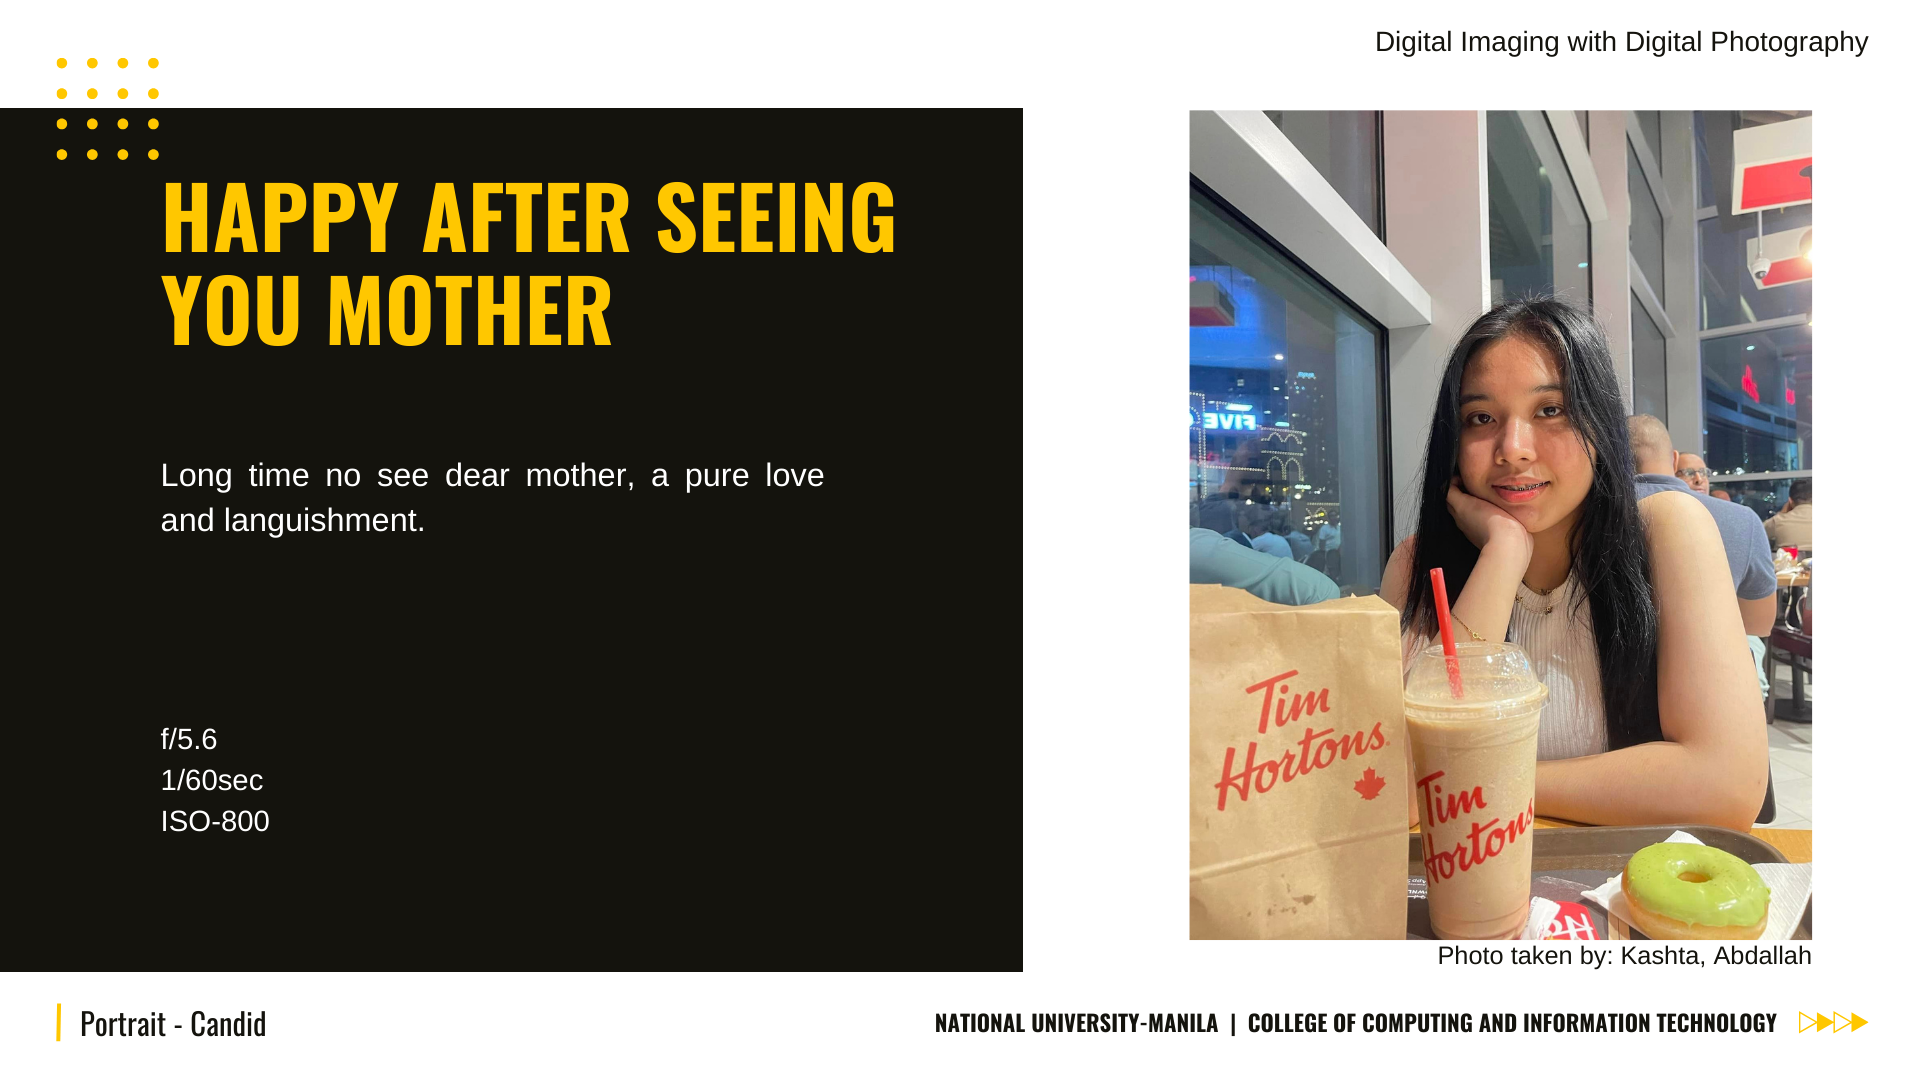 Digital Imaging with Digital Photography
HAPPY AFTER SEEING
YOU MOTHER
Long time no see dear mother, a pure love
and languishment.
f/5.6
1/60sec
ISO-800
FIVE
Tim
Hortons
Tim
Hortons
Photo taken by: Kashta, Abdallah
Portrait - Candid
NATIONAL UNIVERSITY-MANILA | COLLEGE OF COMPUTING AND INFORMATION TECHNOLOGY